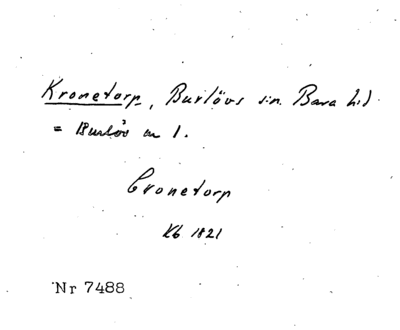 Kronetorp, Burlövs sn. Bara hd
= Burlöv nr 1.
Cronetorp
Kb 1821
Nr 7488